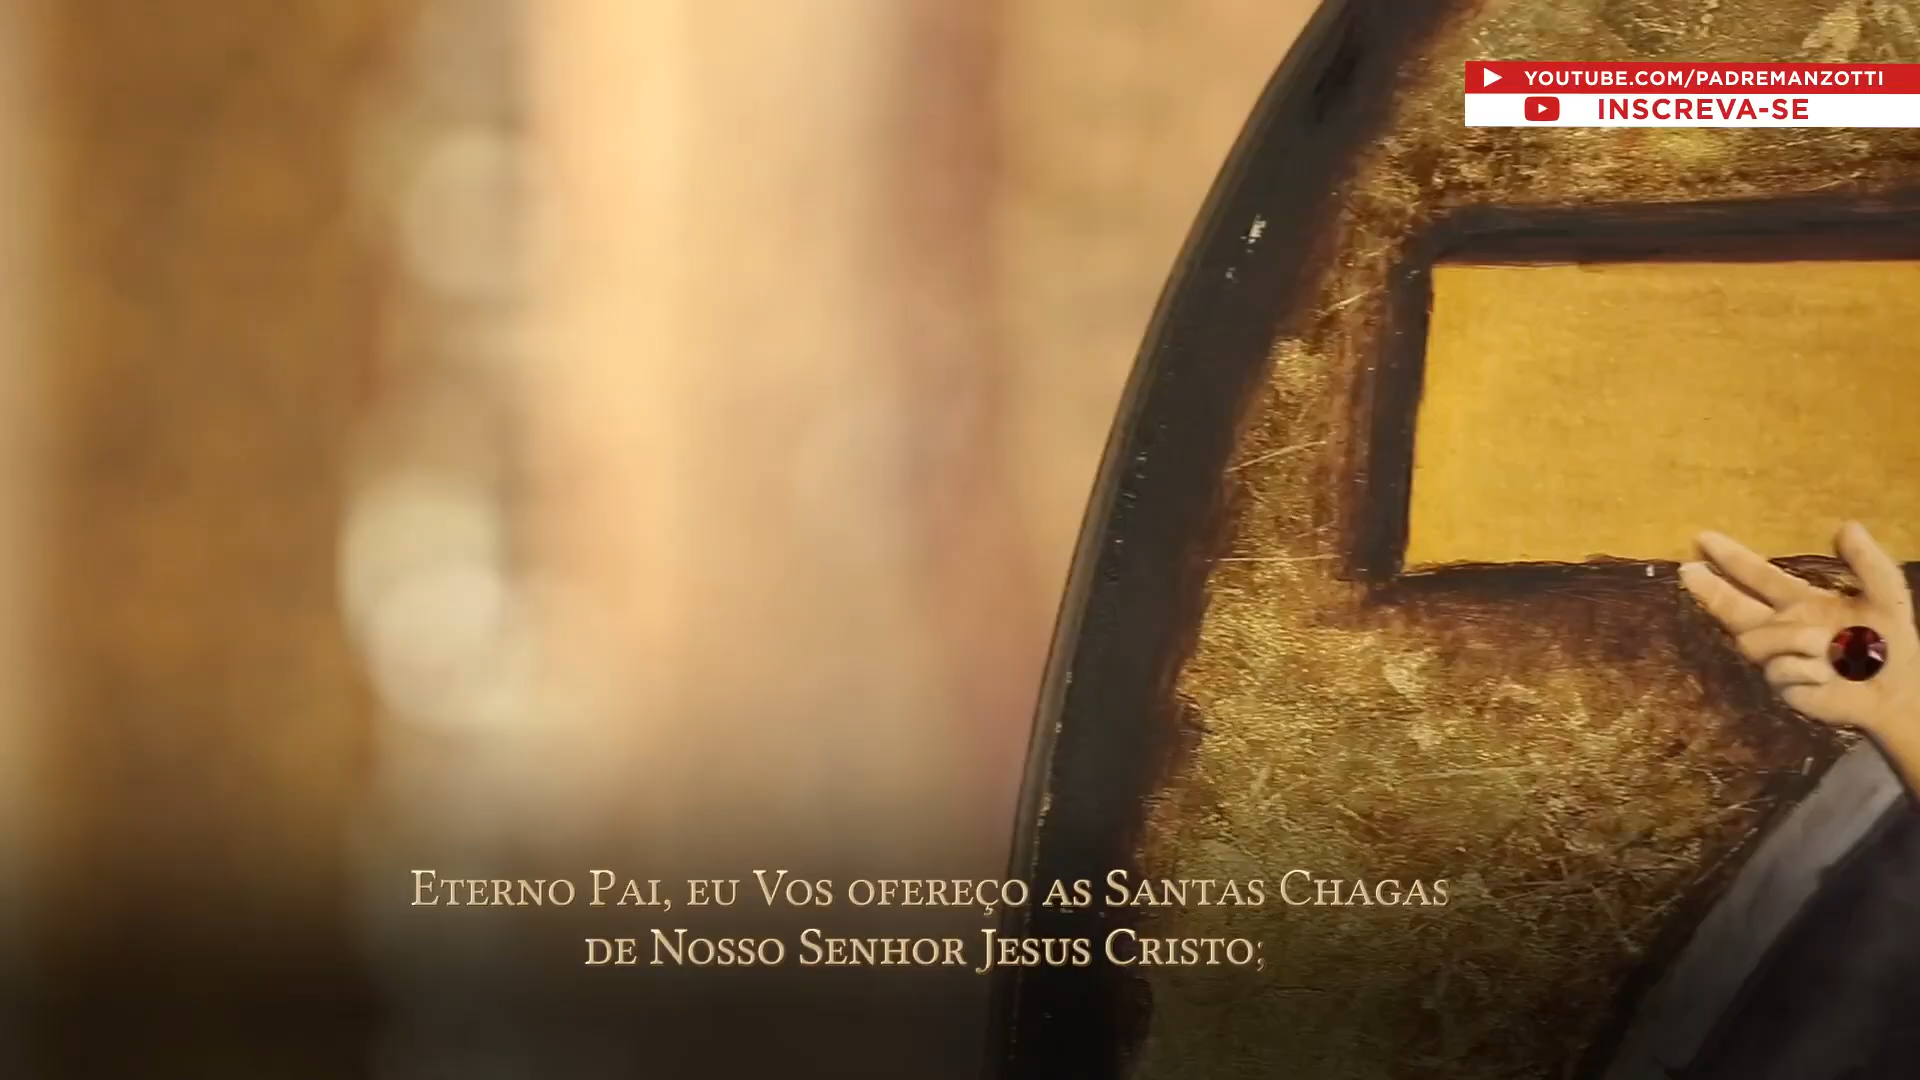 YOUTUBE.COM/PADREMANZOTTI
INSCREVA-SE
ETERNO PAI, EU VOS OFEREÇO AS SANTAS CHAGAS
DE NOSSO SENHOR JESUS CRISTO;